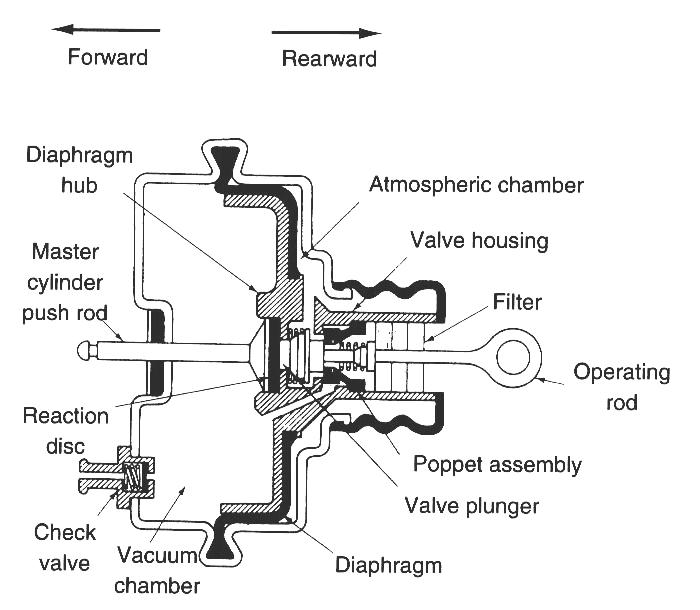 Forward
Rearward
Diaphragm
hub
Atmospheric chamber
Master
cylinder
push rod
Valve housing
Filter
Operating
rod
Reaction
disc
Poppet assembly
Valve plunger
Check
valve
Vacuum
chamber
Diaphragm